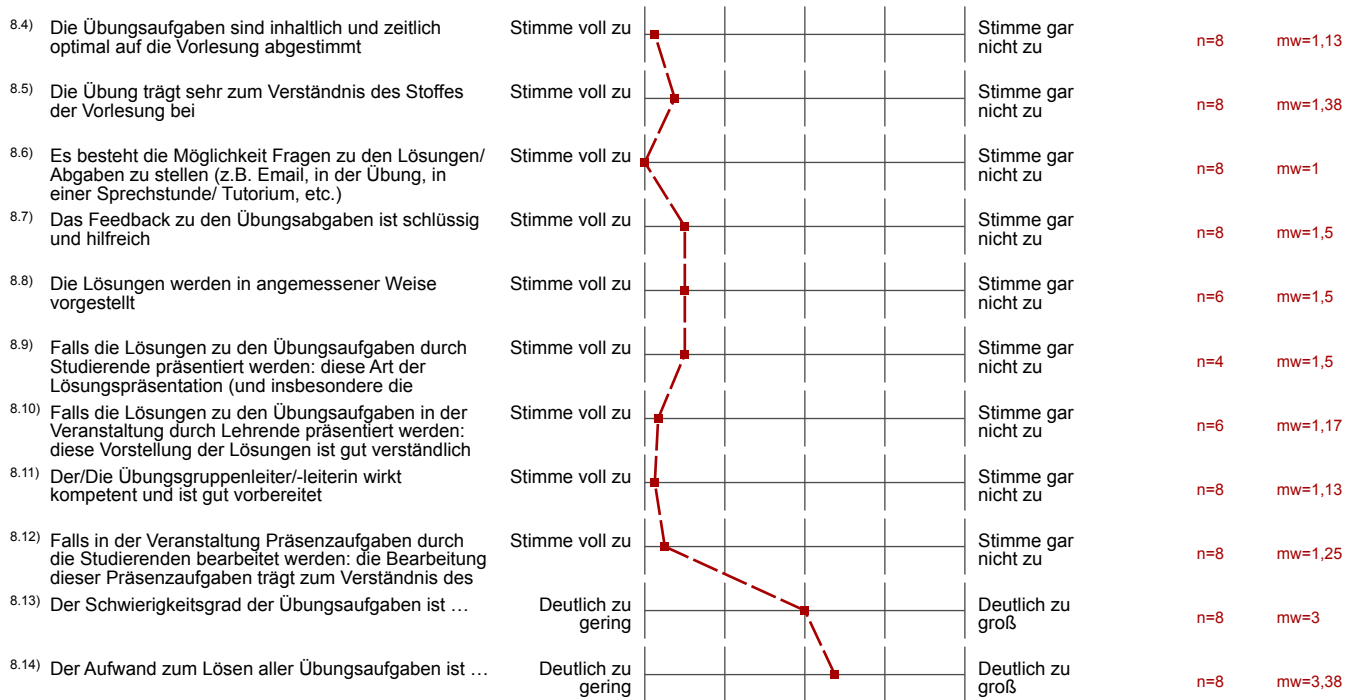 8.4) Die Übungsaufgaben sind inhaltlich und zeitlich
optimal auf die Vorlesung abgestimmt
Stimme voll zu
Stimme gar
nicht zu
n=8
mw=1,13
8.5) Die Übung trägt sehr zum Verständnis des Stoffes
der Vorlesung bei
Stimme voll zu
Stimme gar
nicht zu
n=8
mw=1,38
8.6) Es besteht die Möglichkeit Fragen zu den Lösungen/
Abgaben zu stellen (z.B. Email, in der Übung, in
einer Sprechstunde/ Tutorium, etc.)
Stimme voll zu
Stimme gar
nicht zu
n=8
mw=1
8.7) Das Feedback zu den Übungsabgaben ist schlüssig
und hilfreich
Stimme voll zu
Stimme gar
nicht zu
n=8
mw=1,5
8.8) Die Lösungen werden in angemessener Weise
vorgestellt
Stimme voll zu
Stimme gar
nicht zu
n=6
mw=1,5
8.9) Falls die Lösungen zu den Übungsaufgaben durch
Studierende präsentiert werden: diese Art der
Lösungspräsentation (und insbesondere die
Stimme voll zu
Stimme gar
nicht zu
n=4
mw=1,5
8.10) Falls die Lösungen zu den Übungsaufgaben in der
Veranstaltung durch Lehrende präsentiert werden:
diese Vorstellung der Lösungen ist gut verständlich
Stimme voll zu
Stimme gar
nicht zu
n=6
mw=1,17
8.11) Der/Die Übungsgruppenleiter/-leiterin wirkt
kompetent und ist gut vorbereitet
Stimme voll zu
Stimme gar
nicht zu
n=8
mw=1,13
8.12) Falls in der Veranstaltung Präsenzaufgaben durch
die Studierenden bearbeitet werden: die Bearbeitung
dieser Präsenzaufgaben trägt zum Verständnis des
Stimme voll zu
Stimme gar
nicht zu
n=8
mw=1,25
8.13) Der Schwierigkeitsgrad der Übungsaufgaben ist …
Deutlich zu
gering
Deutlich zu
groß
n=8
mw=3
8.14) Der Aufwand zum Lösen aller Übungsaufgaben ist …
Deutlich zu
gering
Deutlich zu
groß
n=8
mw=3,38